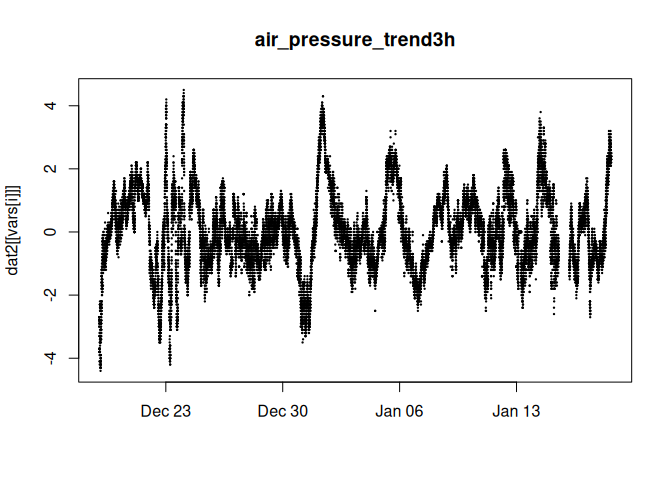 air_pressure_trend3h
dat2[[vars[i]]]
4
2
0
-2
-4
Dec 23
Dec 30
Jan 06
Jan 13